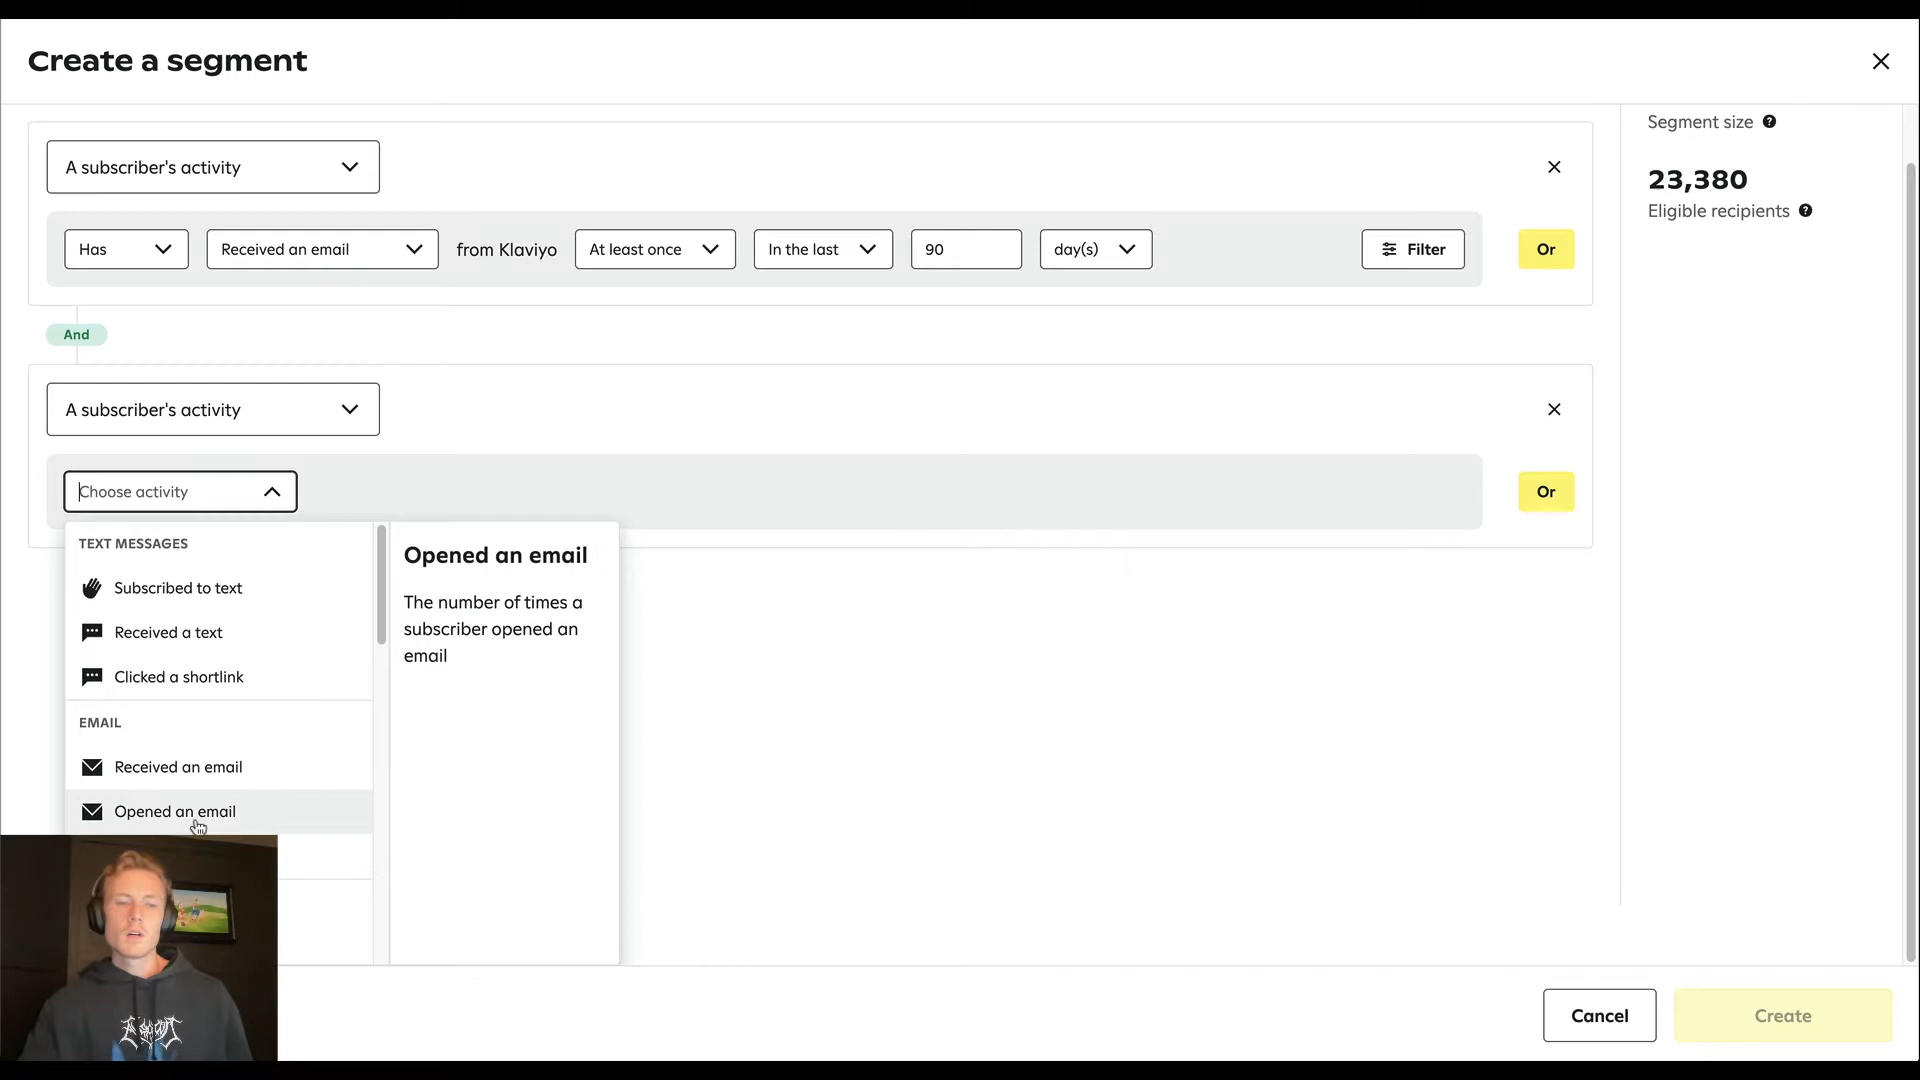 Create a segment
Segment size
23,380
Eligible recipients
A subscriber's activity
Has
Received an email
from Klaviyo
At least once
In the last
90
day(s)
Filter
Or
And
A subscriber's activity
Choose activity
Or
TEXT MESSAGES
Subscribed to text
Received a text
Clicked a shortlink
EMAIL
Received an email
Opened an email
Opened an email
The number of times a
subscriber opened an
email
Cancel
Create